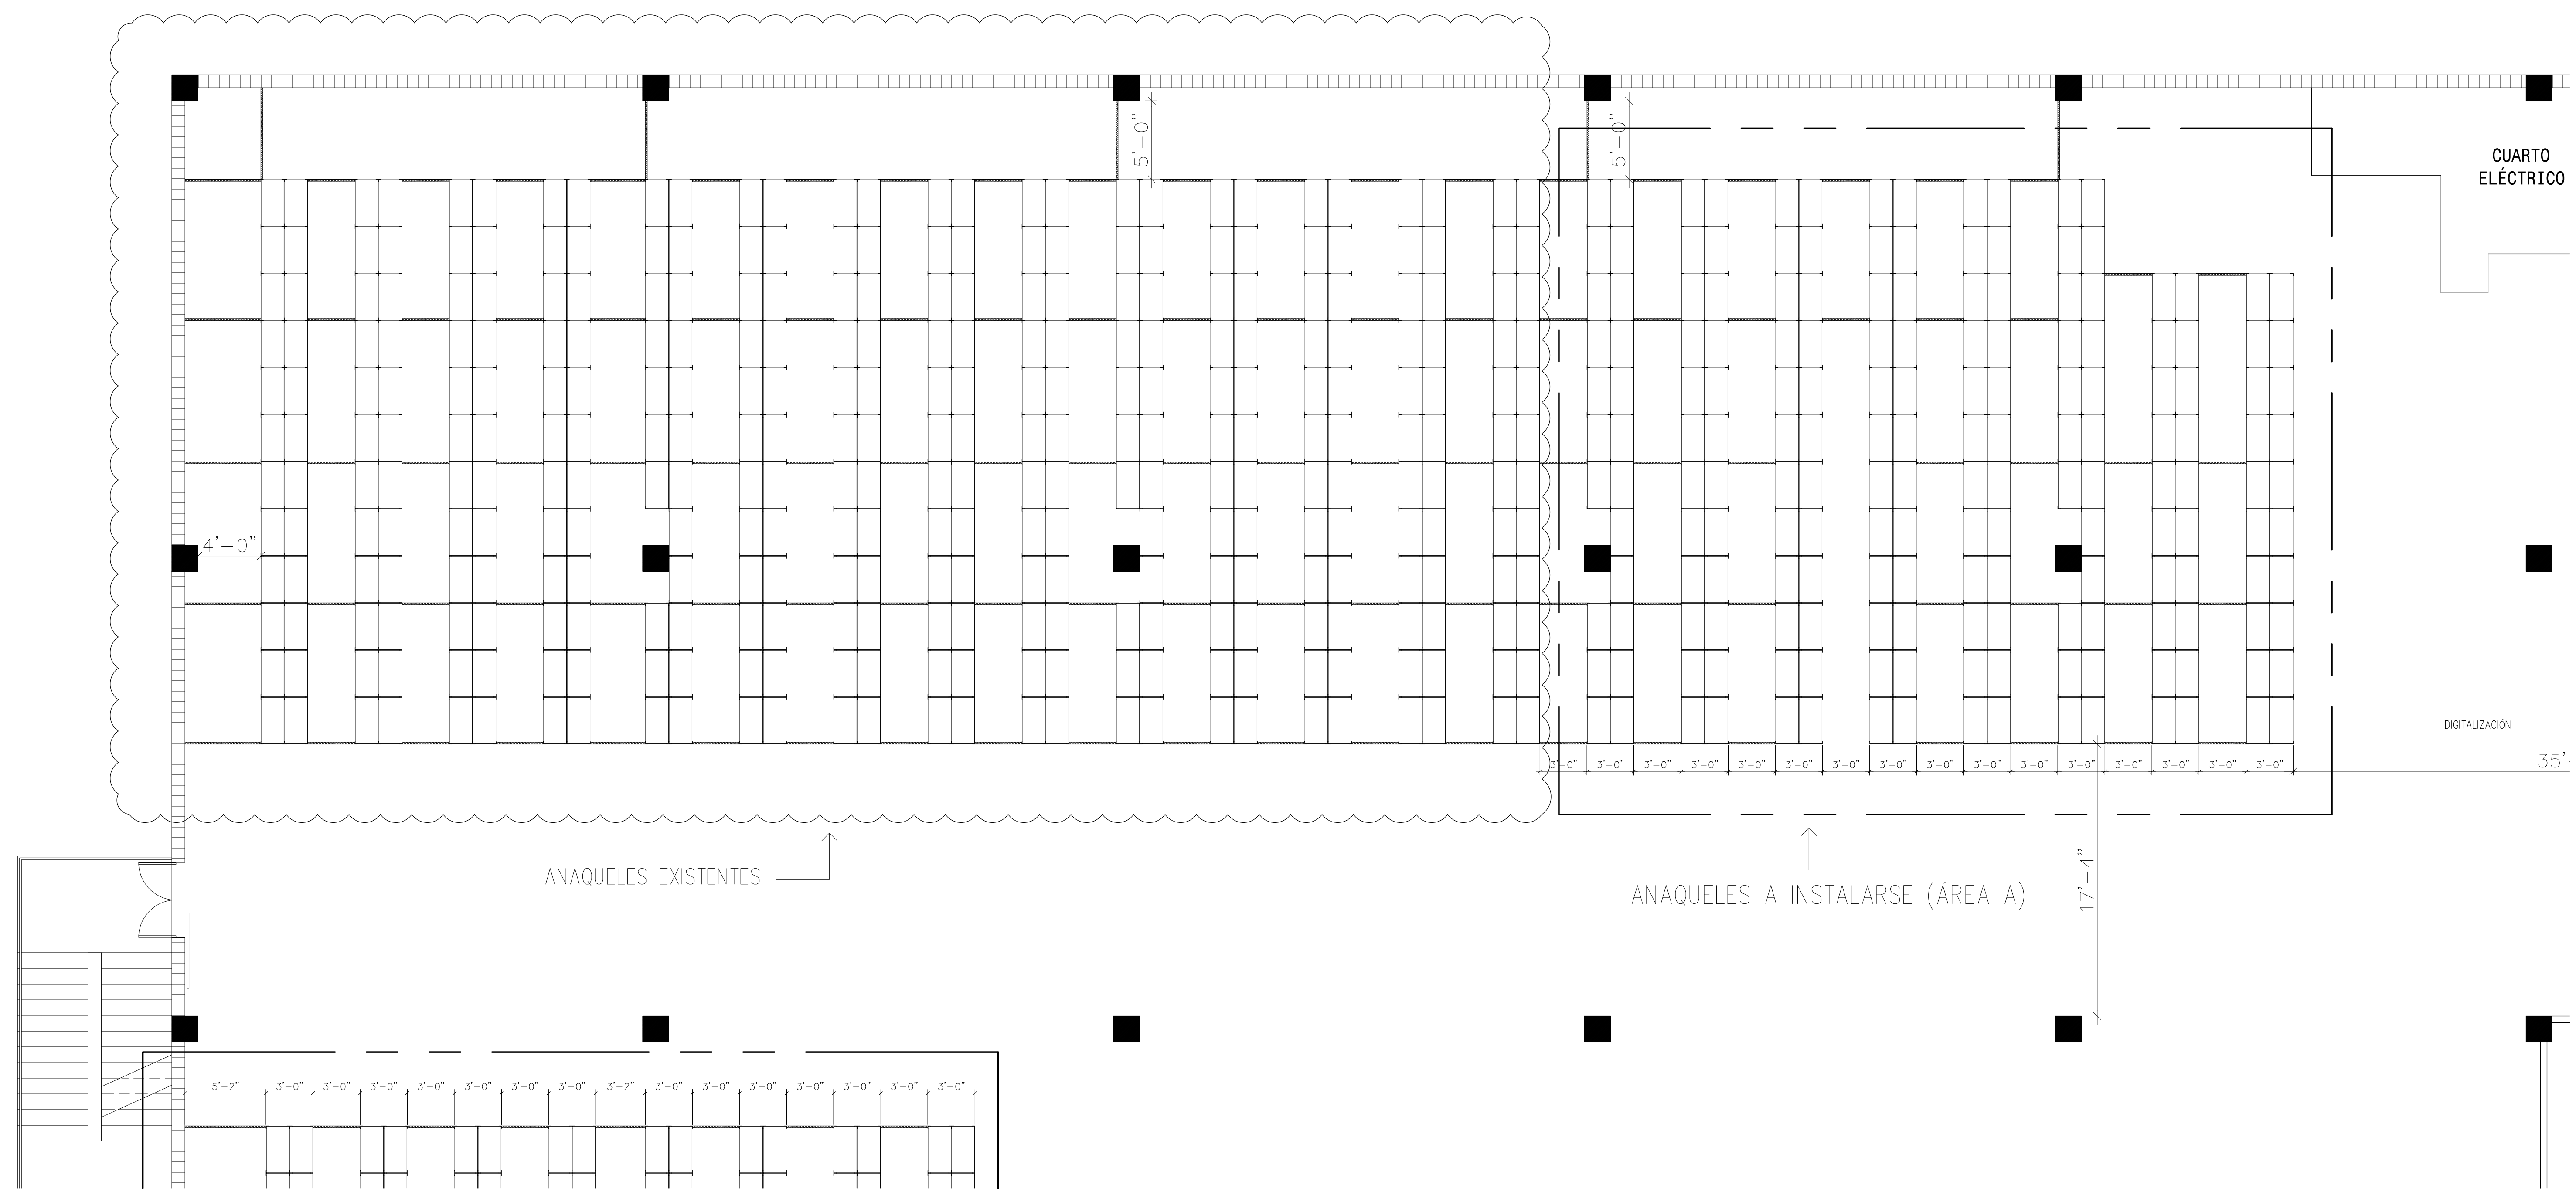 5'-0"
5'-0"
CUARTO
ELÉCTRICO
4'-0"
DIGITALIZACIÓN
3'-0" 3'-0" 3'-0" 3'-0" 3'-0" 3'-0" 3'-0" 3'-0" 3'-0" 3'-0" 3'-0" 3'-0" 3'-0" 3'-0" 3'-0" 3'-0"
35'
ANAQUELES EXISTENTES
ANAQUELES A INSTALARSE (ÁREA A)
17'-4"
5'-2" 3'-0" 3'-0" 3'-0" 3'-0" 3'-0" 3'-0" 3'-0" 3'-2" 3'-0" 3'-0" 3'-0" 3'-0" 3'-0" 3'-0" 3'-0"